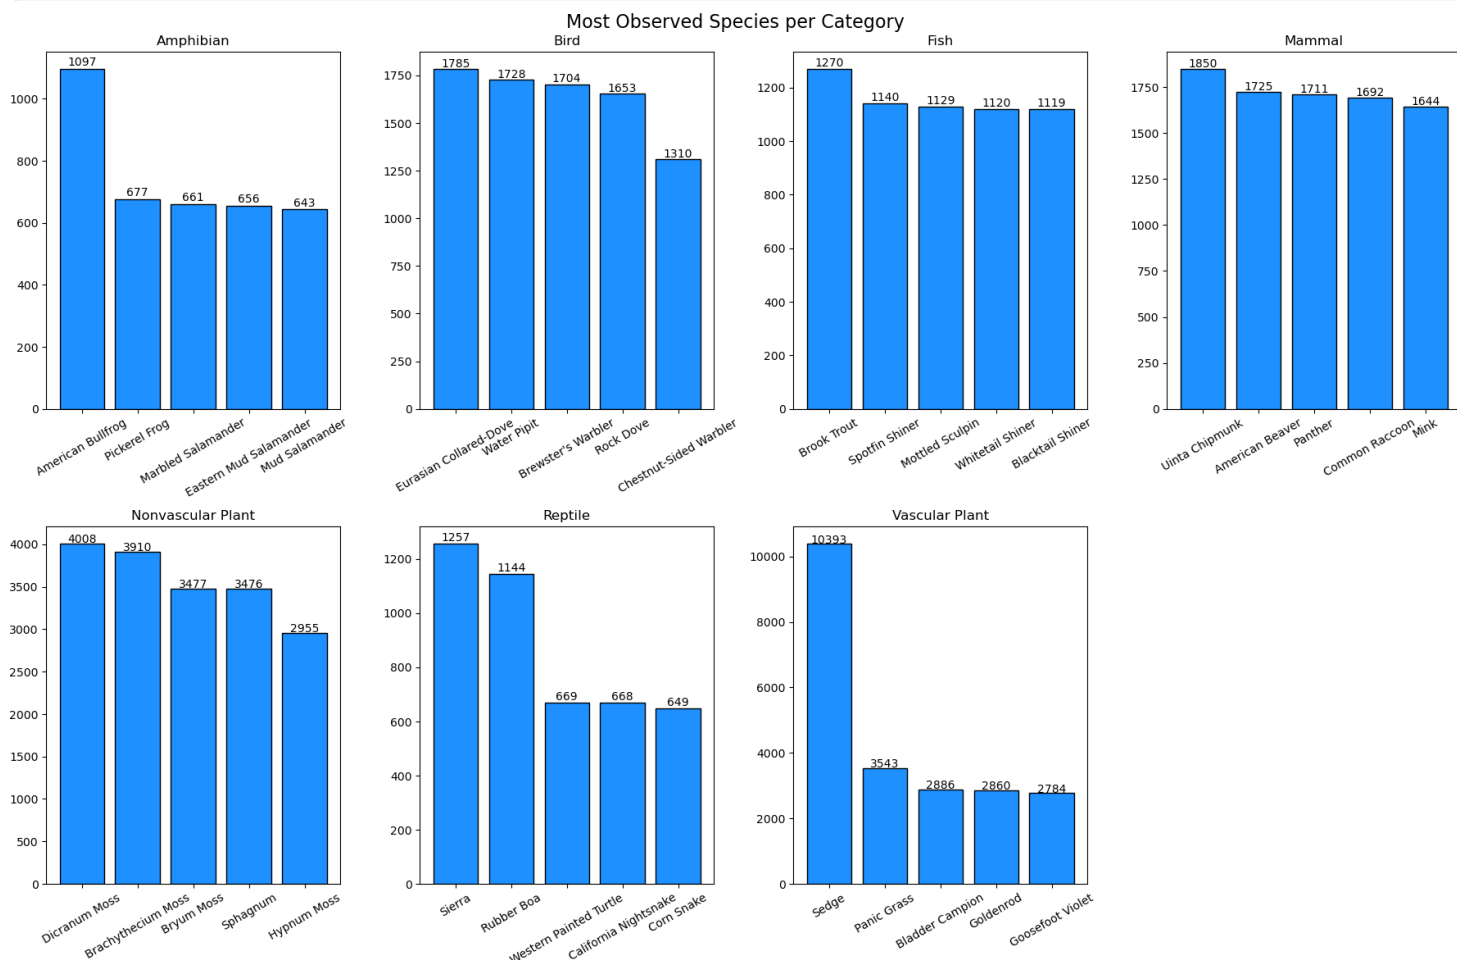 Most Observed Species per Category
Amphibian
1097
677
661
656
643
1000
800
600
400
200
0
American Bullfrog
Pickerel Frog
Marbled Salamander
Eastern Mud Salamander
Mud Salamander
Bird
1785
1728
1704
1653
1310
1750
1500
1250
1000
750
500
250
0
Eurasian Collared-Dove
Water Pipit
Brewster's Warbler
Rock Dove
Chestnut-Sided Warbler
Fish
1270
1140
1129
1120
1119
1200
1000
800
600
400
200
0
Brook Trout
Spotfin Shiner
Mottled Sculpin
Whitetail Shiner
Blacktail Shiner
Mammal
1850
1725
1711
1692
1644
1750
1500
1250
1000
750
500
250
0
Uinta Chipmunk
American Beaver
Panther
Common Raccoon
Mink
Nonvascular Plant
4008
3910
3477
3476
2955
4000
3500
3000
2500
2000
1500
1000
500
0
Dicranum Moss
Brachythecium Moss
Bryum Moss
Sphagnum
Hypnum Moss
Reptile
1257
1144
669
668
649
1200
1000
800
600
400
200
0
Sierra
Rubber Boa
Western Painted Turtle
California Nightsnake
Corn Snake
Vascular Plant
10393
3543
2886
2860
2784
10000
8000
6000
4000
2000
0
Sedge
Panic Grass
Bladder Campion
Goldenrod
Goosefoot Violet